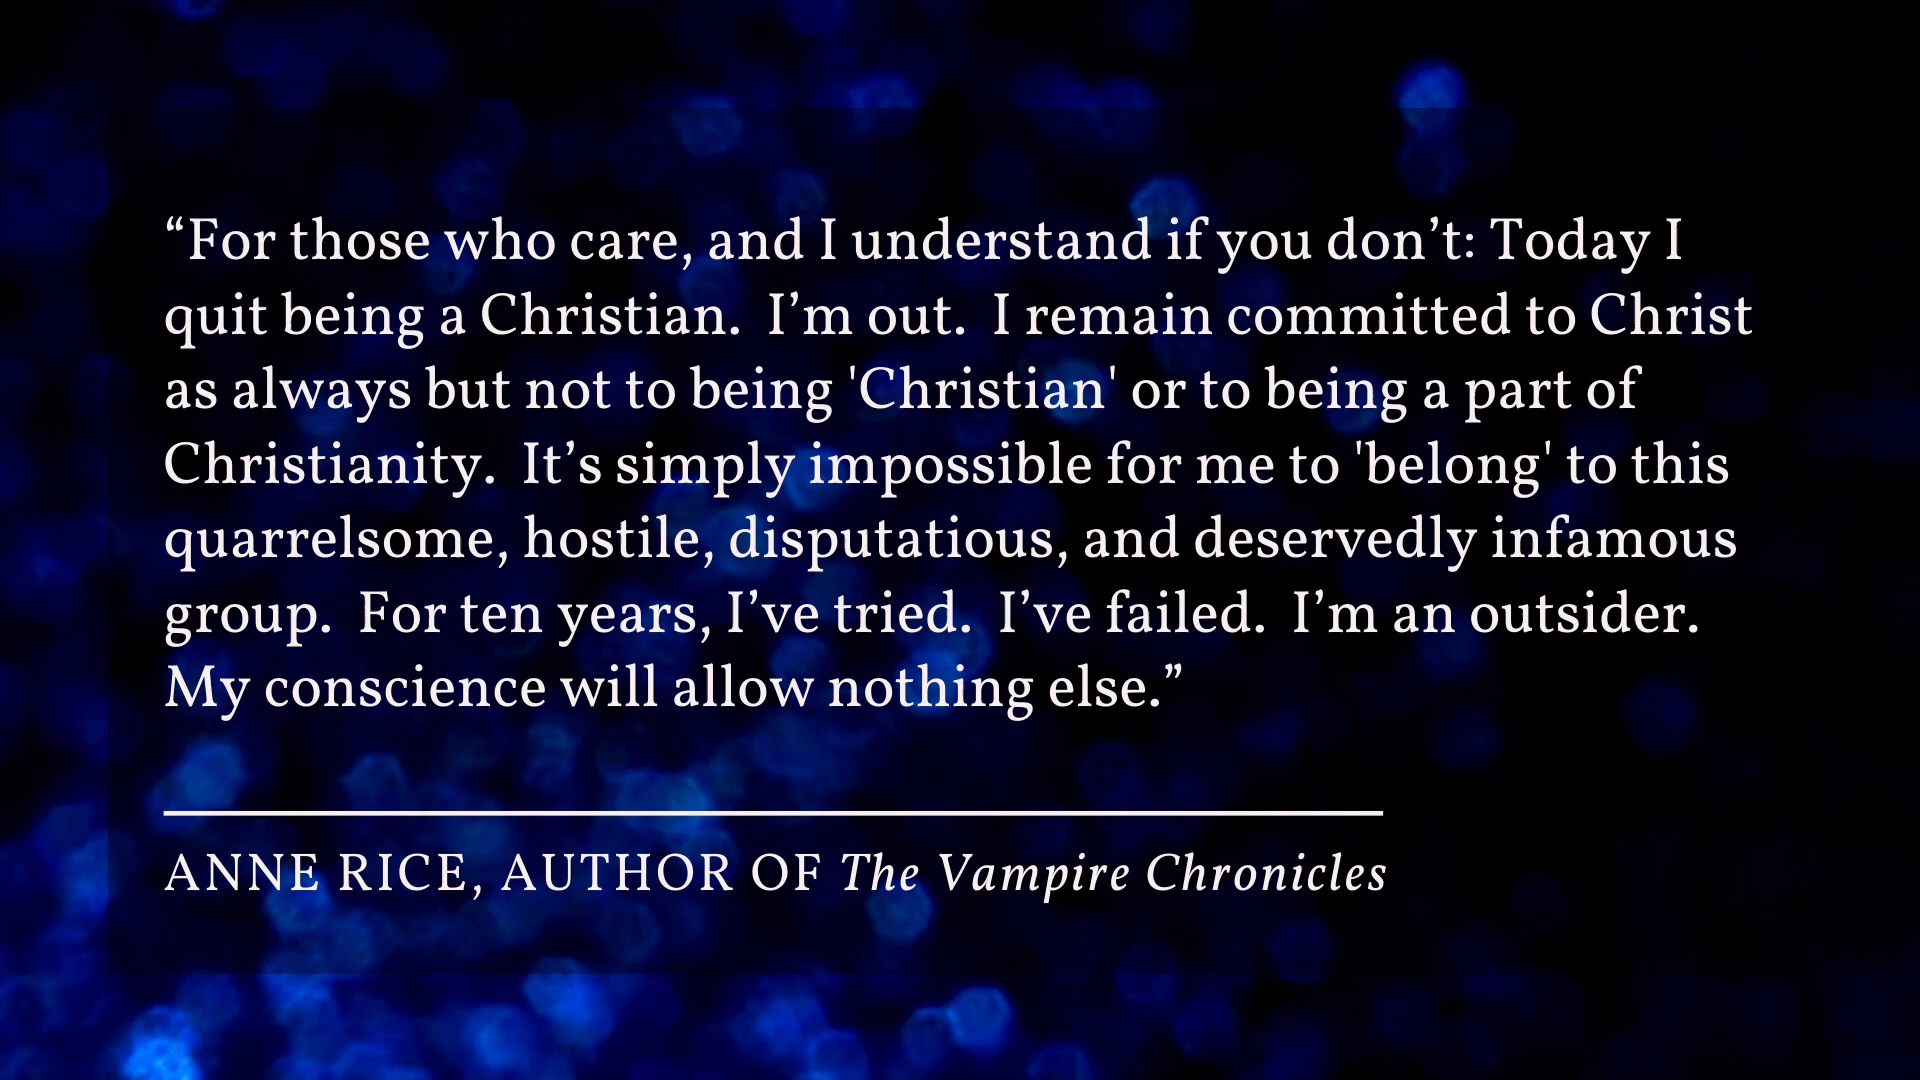 “For those who care, and I understand if you don’t: Today I
quit being a Christian.  I’m out.  I remain committed to Christ
as always but not to being 'Christian' or to being a part of
Christianity.  It’s simply impossible for me to 'belong' to this
quarrelsome, hostile, disputatious, and deservedly infamous
group.  For ten years, I’ve tried.  I’ve failed.  I’m an outsider.
My conscience will allow nothing else.”
ANNE RICE, AUTHOR OF The Vampire Chronicles